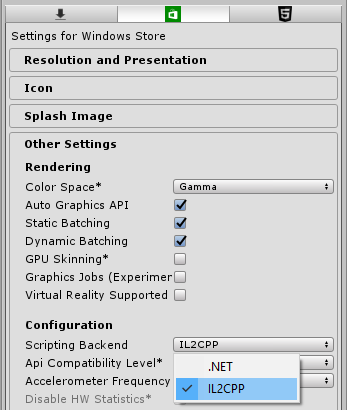 Settings for Windows Store
Resolution and Presentation
Icon
Splash Image
Other Settings
Rendering
Color Space* Gamma
Auto Graphics API
Static Batching
Dynamic Batching
GPU Skinning*
Graphics Jobs (Experimen
Virtual Reality Supported
Configuration
Scripting Backend IL2CPP
Api Compatibility Level* .NET
Accelerometer Frequency IL2CPP
Disable HW Statistics*